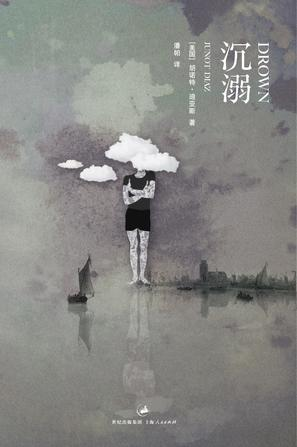 沉溺
DROWN
JUNOT DÍAZ
[美国] 胡诺特·迪亚斯 著
潘帕 译
世纪出版集团 上海人民出版社